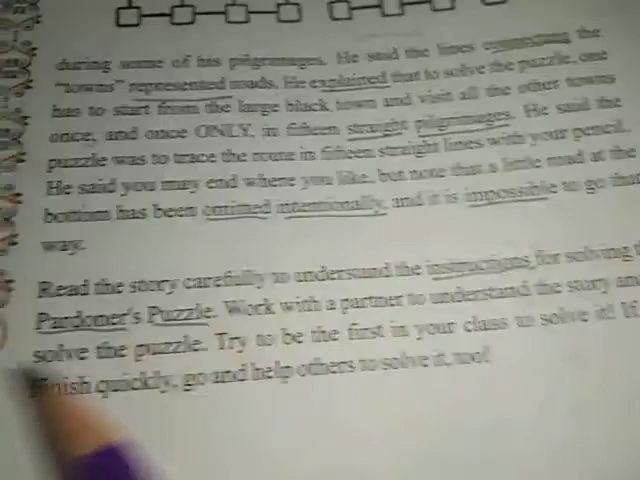 during some of his pilgrimages. He said the lines connecting the
"towns" represented roads. He explained that to solve the puzzle, one
has to start from the large black town and visit all the other towns
once, and once ONLY, in fifteen straight pilgrimages. He said the
puzzle was to trace the route in fifteen straight lines with your pencil.
He said you may end where you like, but note that a little road at the
bottom has been omitted intentionally, and it is impossible to go that
way.
Read the story carefully to understand the instructions for solving
Pardoner's Puzzle. Work with a partner to understand the story and
solve the puzzle. Try to be the first in your class to solve it! If
finish quickly, go and help others to solve it, too!